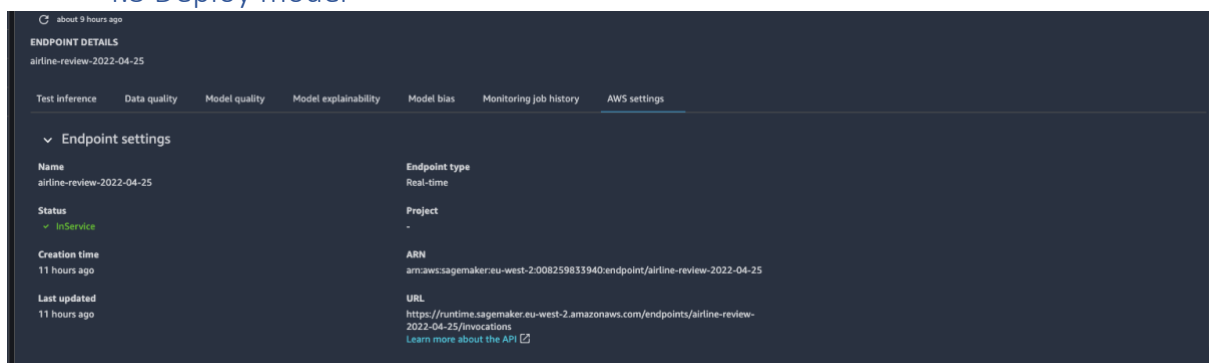 about 9 hours ago
ENDPOINT DETAILS
airline-review-2022-04-25
Test inference Data quality Model quality Model explainability Model bias Monitoring job history AWS settings
Endpoint settings
Name
airline-review-2022-04-25
Endpoint type
Real-time
Status
InService
Project
-
Creation time
11 hours ago
ARN
arn:aws:sagemaker:eu-west-2:008259833940:endpoint/airline-review-2022-04-25
Last updated
11 hours ago
URL
https://runtime.sagemaker.eu-west-2.amazonaws.com/endpoints/airline-review-
2022-04-25/invocations
Learn more about the API